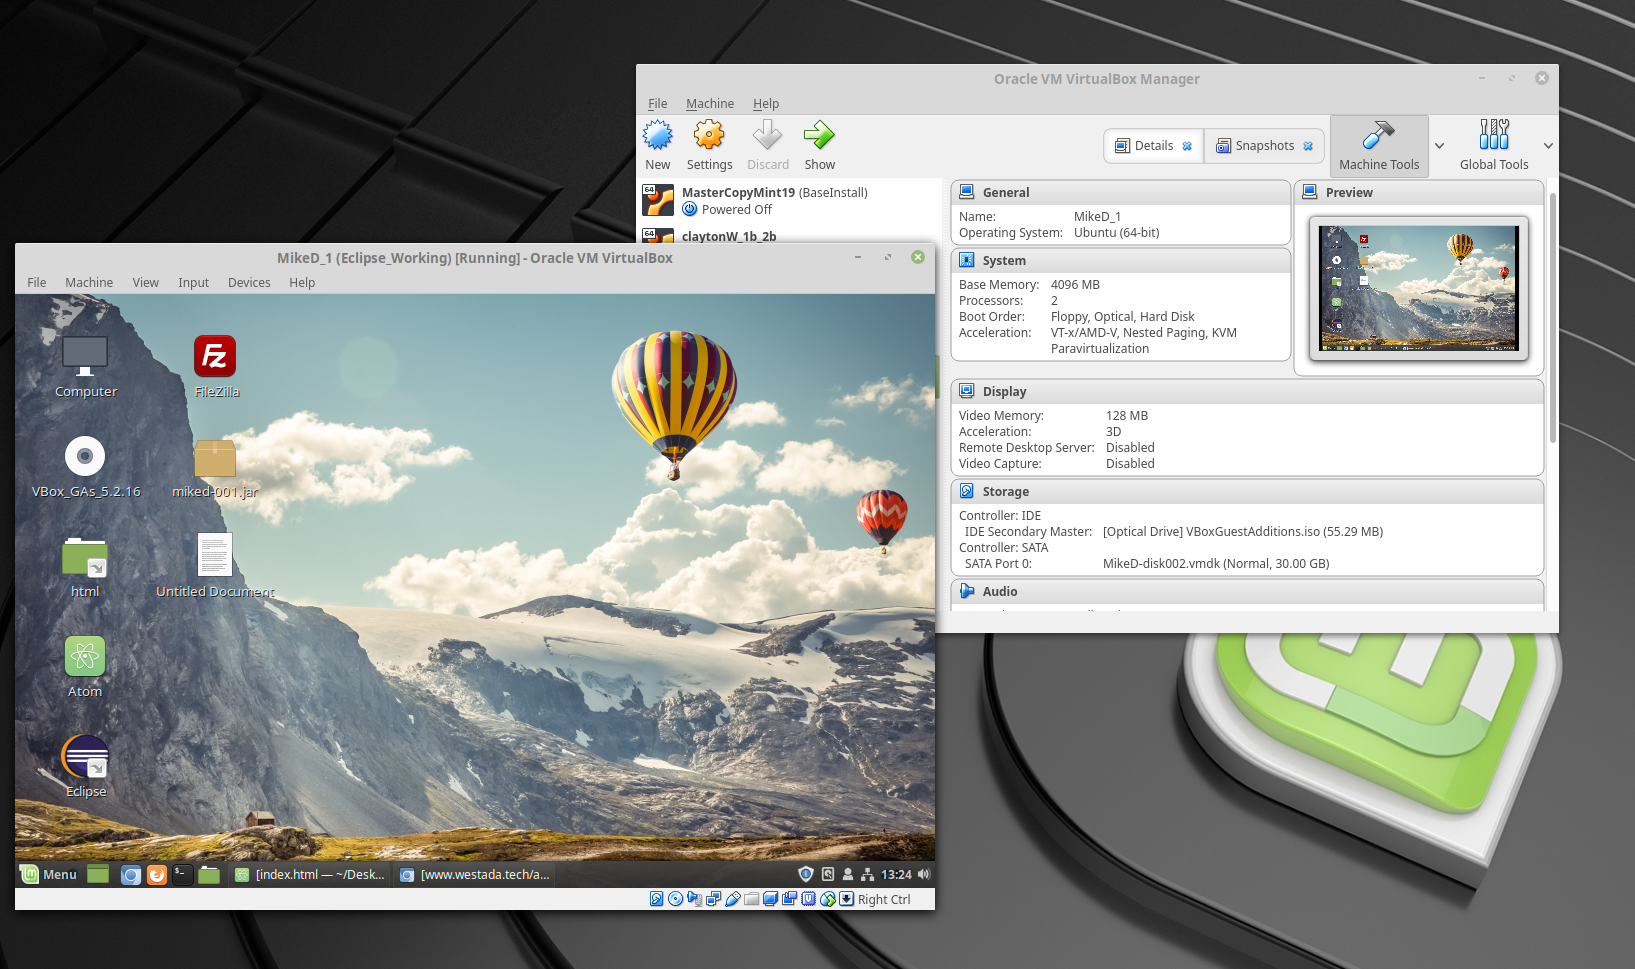 Oracle VM VirtualBox Manager
File Machine Help
New Settings Discard Show
Details Snapshots Machine Tools Global Tools
64 MasterCopyMint19 (BaseInstall)
Powered Off
64 claytonW_1b_2b
General
Name: MikeD_1
Operating System: Ubuntu (64-bit)
Preview
System
Base Memory: 4096 MB
Processors: 2
Boot Order: Floppy, Optical, Hard Disk
Acceleration: VT-x/AMD-V, Nested Paging, KVM
Paravirtualization
Display
Video Memory: 128 MB
Acceleration: 3D
Remote Desktop Server: Disabled
Video Capture: Disabled
Storage
Controller: IDE
IDE Secondary Master: [Optical Drive] VBoxGuestAdditions.iso (55.29 MB)
Controller: SATA
SATA Port 0: MikeD-disk002.vmdk (Normal, 30.00 GB)
Audio
MikeD_1 (Eclipse_Working) [Running] - Oracle VM VirtualBox
File Machine View Input Devices Help
Computer
Fz
FileZilla
VBox_GAs_5.2.16
miked-001.jar
html
Untitled Document
Atom
Eclipse
Menu
[index.html — ~/Desk...
[www.westada.tech/a...
13:24
Right Ctrl